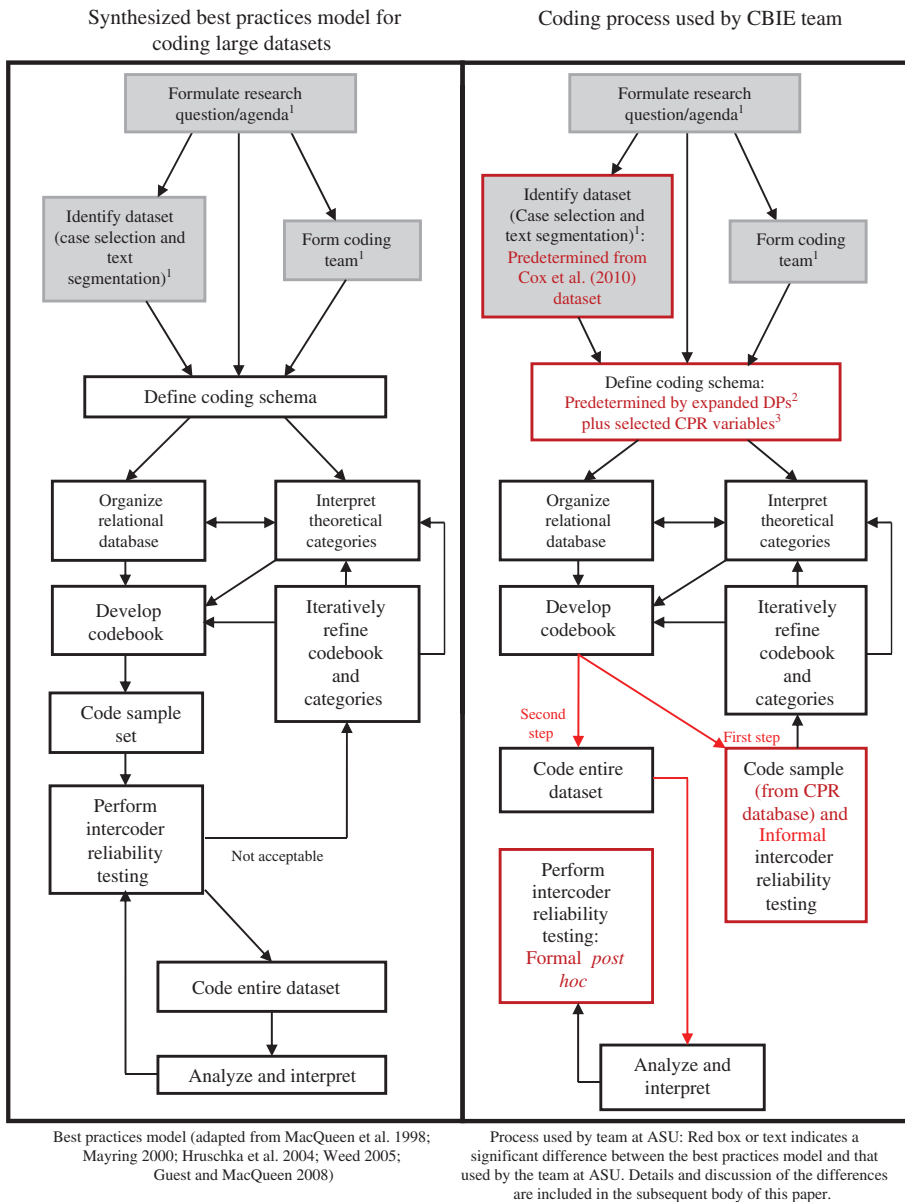 Synthesized best practices model for
coding large datasets
Formulate research
question/agenda¹
Identify dataset
(case selection and
text
segmentation)¹
Form coding
team¹
Define coding schema
Organize
relational
database
Interpret
theoretical
categories
Develop
codebook
Iteratively
refine
codebook
and
categories
Code sample
set
Perform
intercoder
reliability
testing
Not acceptable
Code entire dataset
Analyze and interpret
Best practices model (adapted from MacQueen et al. 1998;
Mayring 2000; Hruschka et al. 2004; Weed 2005;
Guest and MacQueen 2008)
Coding process used by CBIE team
Formulate research
question/agenda¹
Identify dataset
(Case selection and
text segmentation)¹:
Predetermined from
Cox et al. (2010)
dataset
Form coding
team¹
Define coding schema:
Predetermined by expanded DPs²
plus selected CPR variables³
Organize
relational
database
Interpret
theoretical
categories
Develop
codebook
Iteratively
refine
codebook
and
categories
Second
step
First step
Code entire
dataset
Code sample
(from CPR
database) and
Informal
intercoder
reliability
testing
Perform
intercoder
reliability
testing:
Formal post
hoc
Analyze and
interpret
Process used by team at ASU: Red box or text indicates a
significant difference between the best practices model and that
used by the team at ASU. Details and discussion of the differences
are included in the subsequent body of this paper.